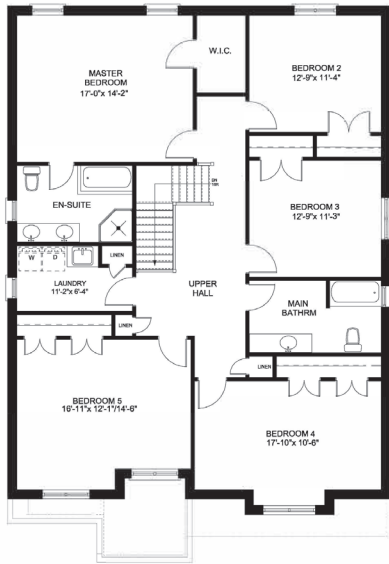 MASTER
BEDROOM
17'-0"x 14'-2"
W.I.C.
BEDROOM 2
12'-9"x 11'-4"
EN-SUITE
BEDROOM 3
12'-9"x 11'-3"
W D
LINEN
LAUNDRY
11'-2"x 6'-4"
UPPER
HALL
MAIN
BATHRM
LINEN
LINEN
BEDROOM 5
16'-11"x 12'-1"/14'-6"
BEDROOM 4
17'-10"x 10'-6"